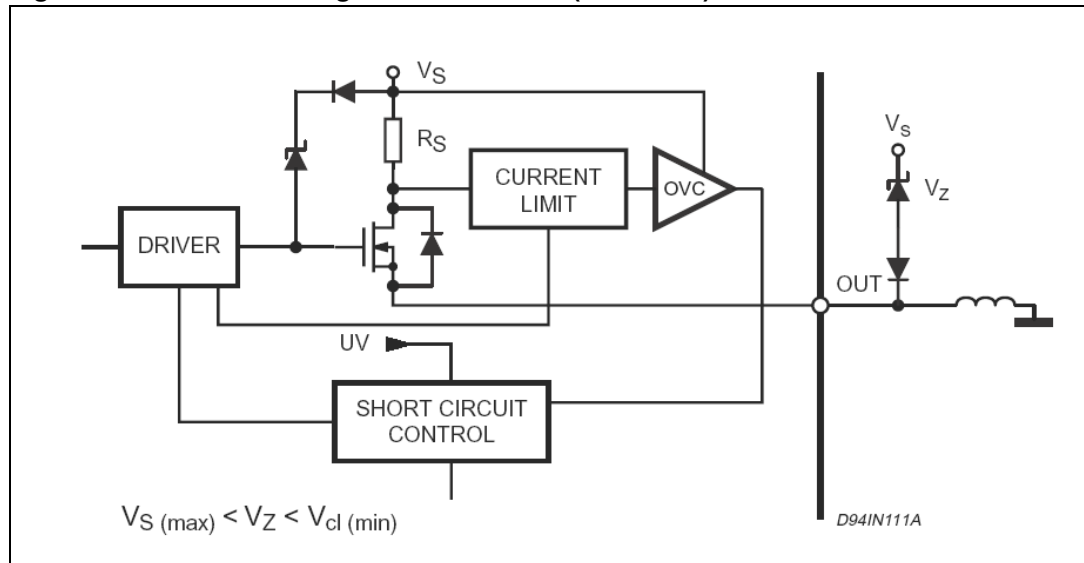 V_S
R_S
CURRENT
LIMIT
OVC
V_S
V_Z
DRIVER
OUT
UV
SHORT CIRCUIT
CONTROL
V_S (max) < V_Z < V_cl (min)
D94IN111A